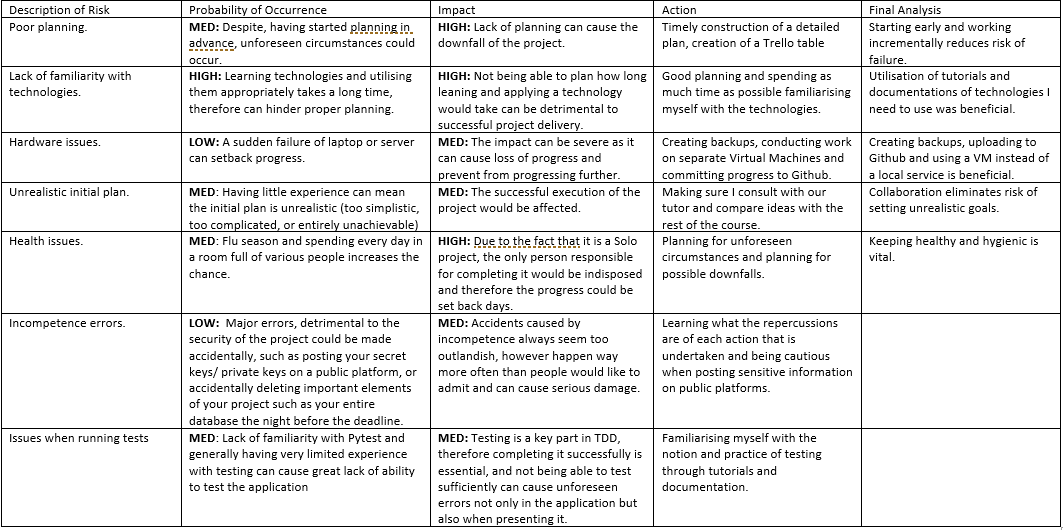 Description of Risk
Probability of Occurrence
Impact
Action
Final Analysis
Poor planning.
MED: Despite, having started planning in
advance, unforeseen circumstances could
occur.
HIGH: Lack of planning can cause the
downfall of the project.
Timely construction of a detailed
plan, creation of a Trello table
Starting early and working
incrementally reduces risk of
failure.
Lack of familiarity with
technologies.
HIGH: Learning technologies and utilising
them appropriately takes a long time,
therefore can hinder proper planning.
HIGH: Not being able to plan how long
leaning and applying a technology
would take can be detrimental to
successful project delivery.
Good planning and spending as
much time as possible familiarising
myself with the technologies.
Utilisation of tutorials and
documentations of technologies I
need to use was beneficial.
Hardware issues.
LOW: A sudden failure of laptop or server
can setback progress.
MED: The impact can be severe as it
can cause loss of progress and
prevent from progressing further.
Creating backups, conducting work
on separate Virtual Machines and
committing progress to Github.
Creating backups, uploading to
Github and using a VM instead of
a local service is beneficial.
Unrealistic initial plan.
MED: Having little experience can mean
the initial plan is unrealistic (too simplistic,
too complicated, or entirely unachievable)
MED: The successful execution of the
project would be affected.
Making sure I consult with our
tutor and compare ideas with the
rest of the course.
Collaboration eliminates risk of
setting unrealistic goals.
Health issues.
MED: Flu season and spending every day in
a room full of various people increases the
chance.
HIGH: Due to the fact that it is a Solo
project, the only person responsible
for completing it would be indisposed
and therefore the progress could be
set back days.
Planning for unforeseen
circumstances and planning for
possible downfalls.
Keeping healthy and hygienic is
vital.
Incompetence errors.
LOW: Major errors, detrimental to the
security of the project could be made
accidentally, such as posting your secret
keys/ private keys on a public platform, or
accidentally deleting important elements
of your project such as your entire
database the night before the deadline.
MED: Accidents caused by
incompetence always seem too
outlandish, however happen way
more often than people would like to
admit and can cause serious damage.
Learning what the repercussions
are of each action that is
undertaken and being cautious
when posting sensitive information
on public platforms.
Issues when running tests
MED: Lack of familiarity with Pytest and
generally having very limited experience
with testing can cause great lack of ability
to test the application
MED: Testing is a key part in TDD,
therefore completing it successfully is
essential, and not being able to test
sufficiently can cause unforeseen
errors not only in the application but
also when presenting it.
Familiarising myself with the
notion and practice of testing
through tutorials and
documentation.